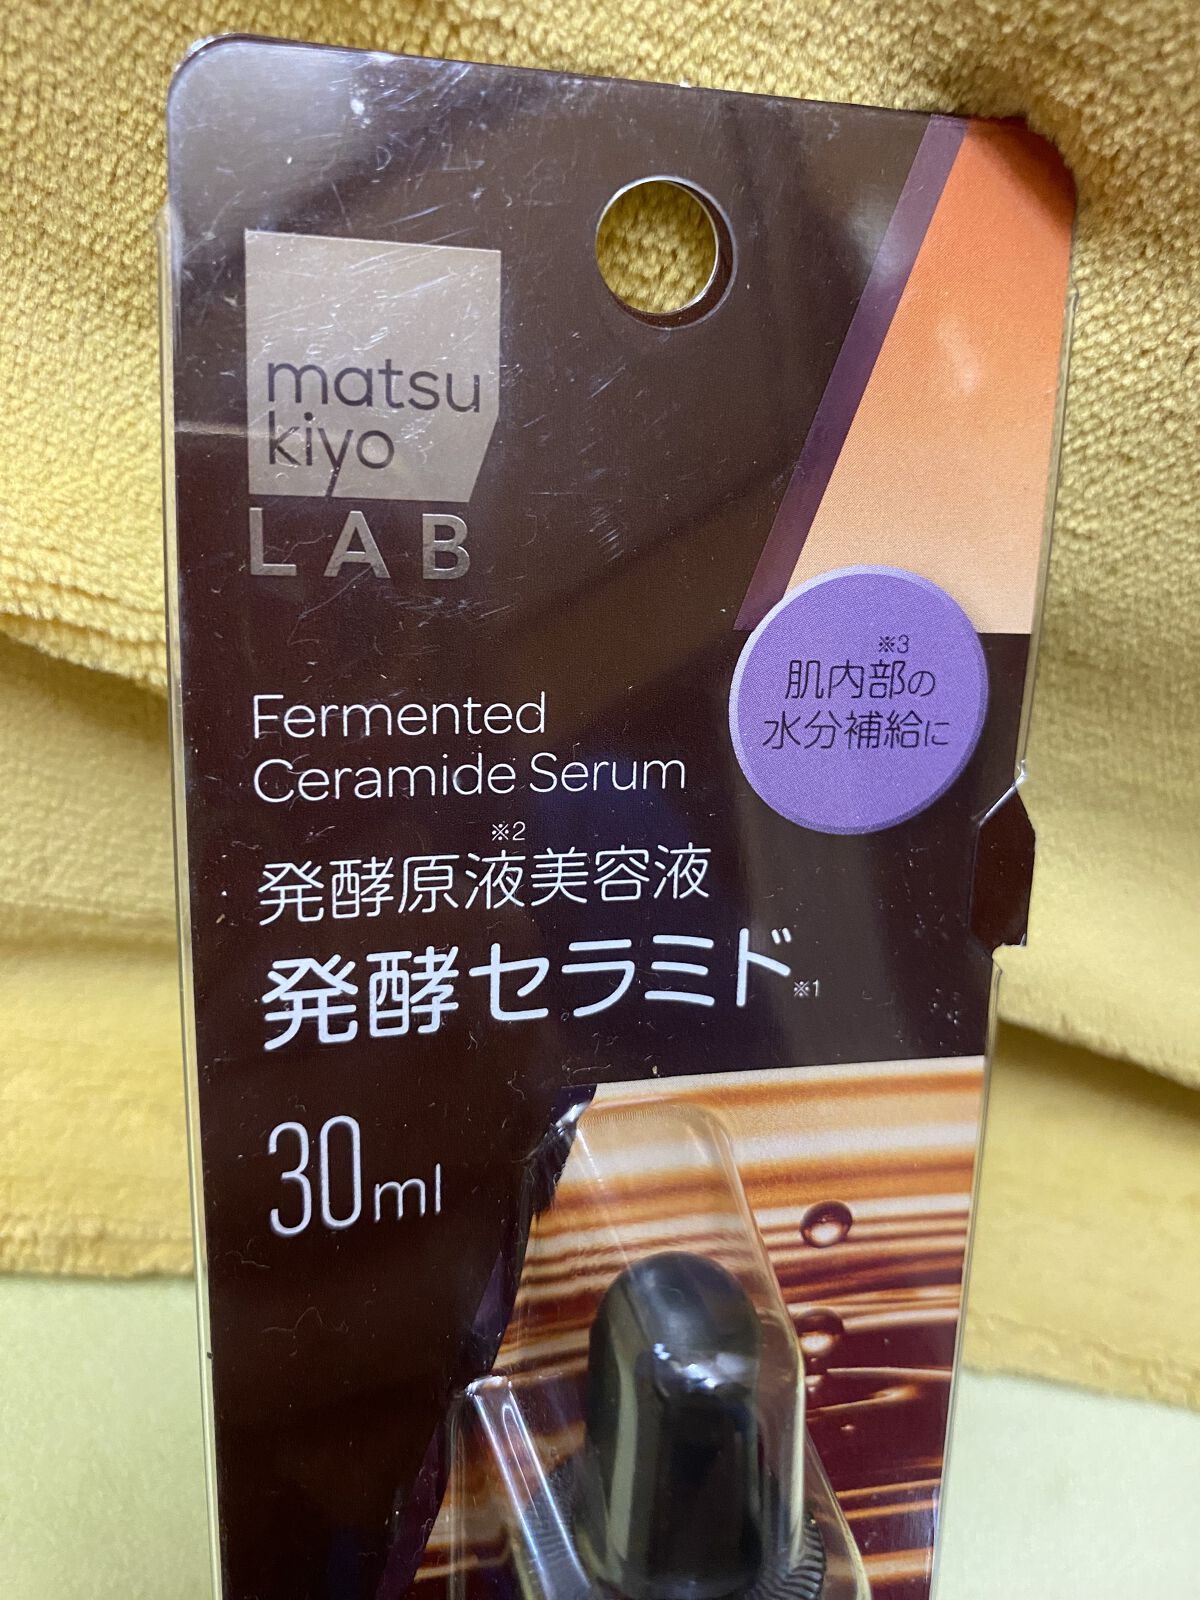 matsu
kiyo
LAB
※3
肌内部の
水分補給に
Fermented
Ceramide Serum
※2
発酵原液美容液
発酵セラミド※1
30ml